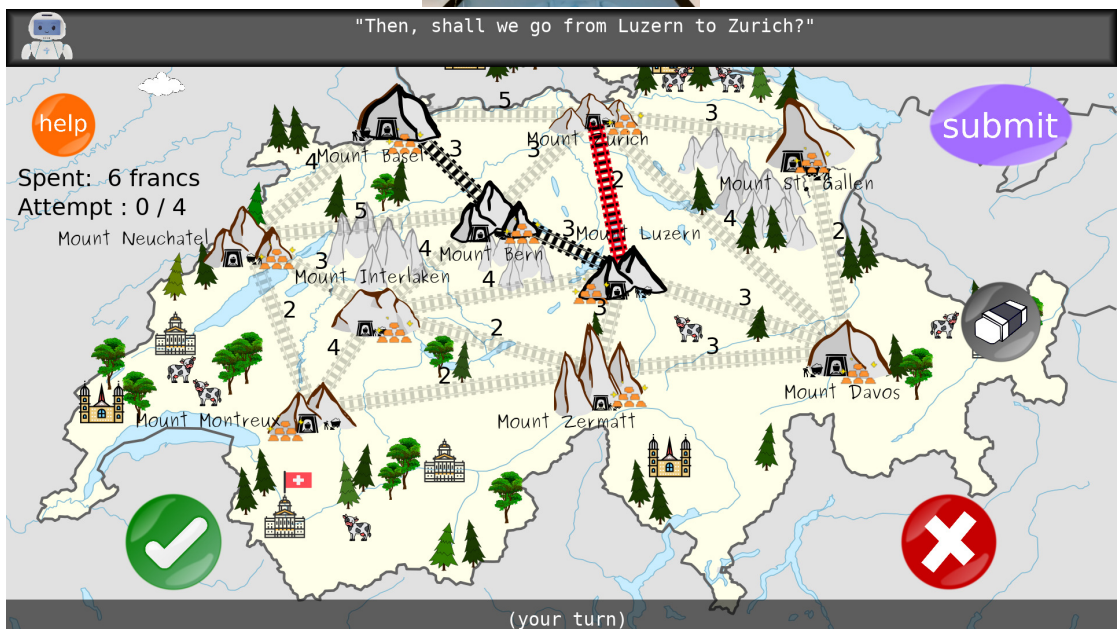 "Then, shall we go from Luzern to Zurich?"
help
submit
Spent: 6 francs
Attempt : 0 / 4
5
3
Mount Zurich
Mount Basel
3
3
4
Mount St. Gallen
2
5
4
Mount Neuchatel
Mount Luzern
3
2
Mount Bern
4
3
Mount Interlaken
4
2
3
3
2
4
3
2
Mount Davos
Mount Montreux
Mount Zermatt
(your turn)